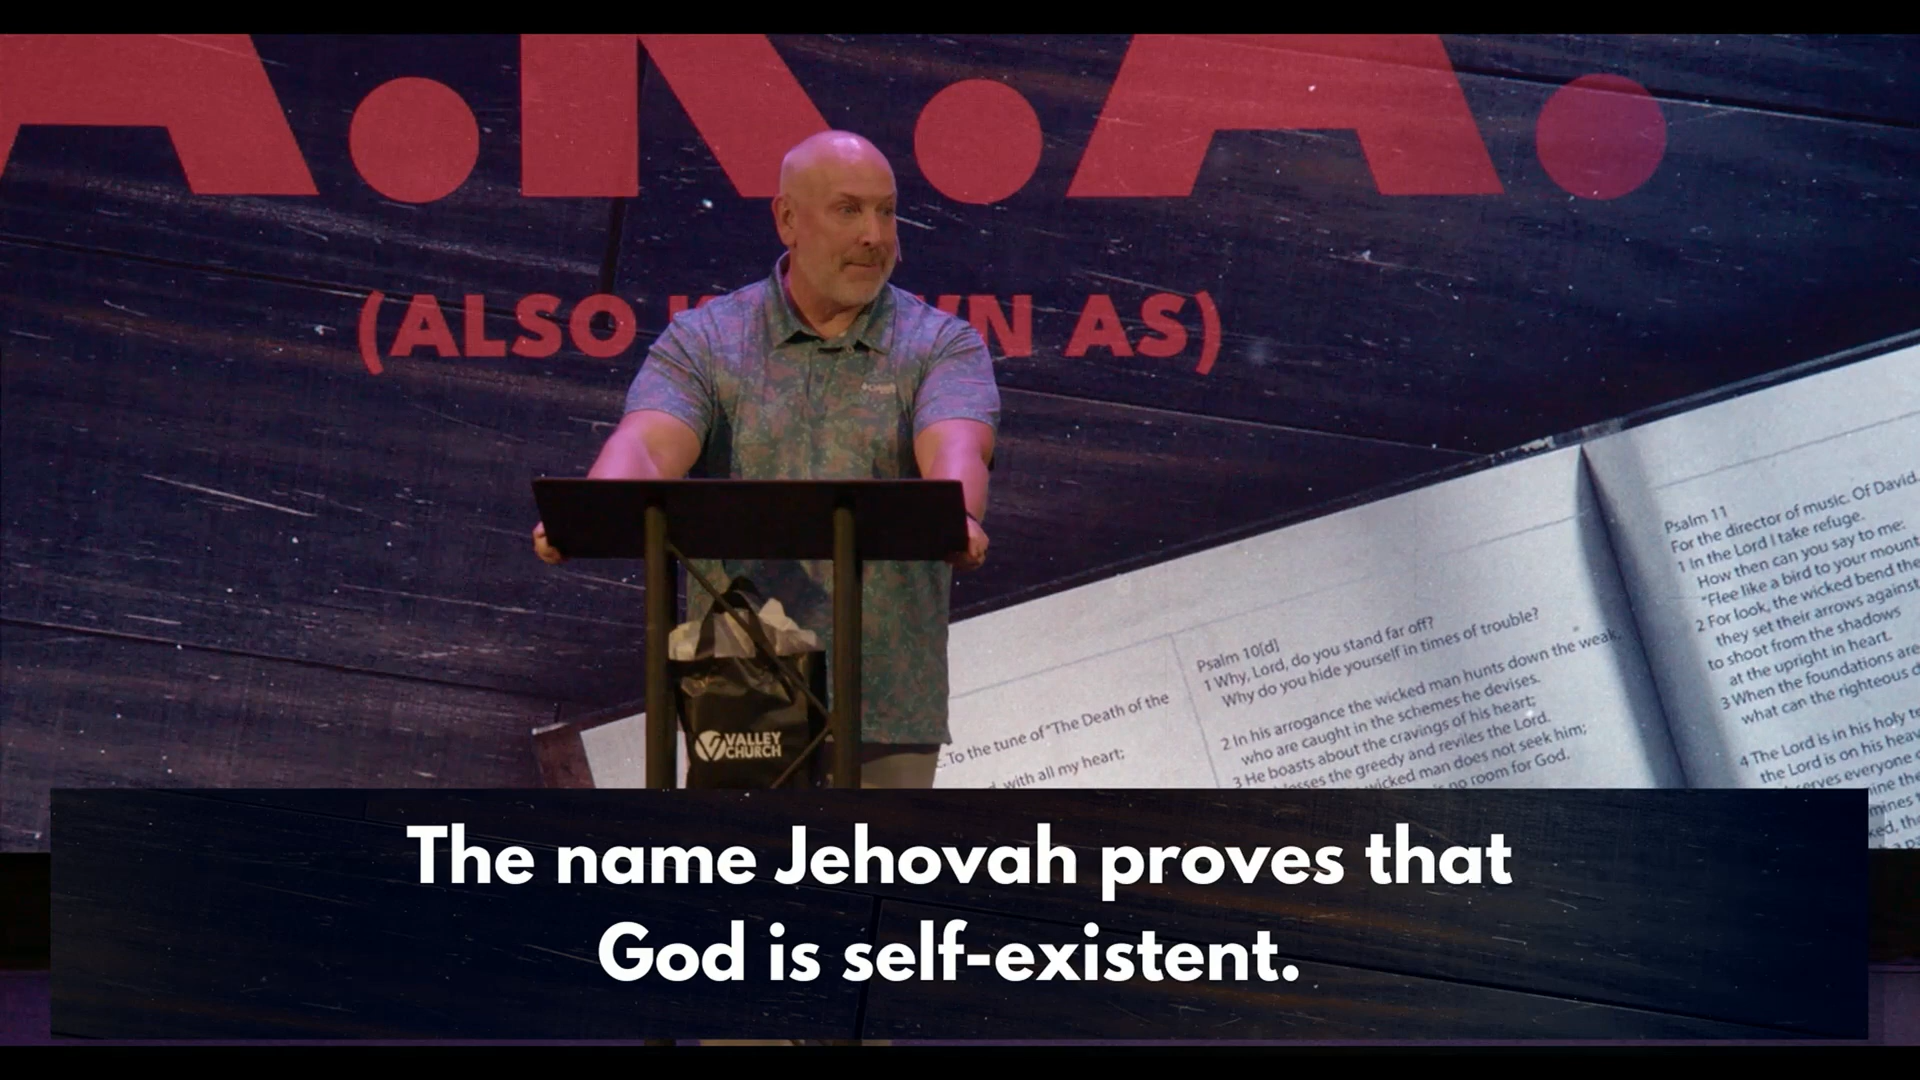 A.K.A.
(ALSO AS)
Psalm 11
For the director of music. Of David.
1 In the Lord I take refuge.
How then can you say to me:
"Flee like a bird to your
2 For look, the wicked bend the
they set their arrows against
to shoot from the shadows
at the upright in heart.
3 When the foundations are
what can the righteous
4 The Lord is in his holy
the Lord is on his
everyone
Psalm 10[d]
1 Why, Lord, do you stand far off?
Why do you hide yourself in times of trouble?
2 In his arrogance the wicked man hunts down the weak,
who are caught in the schemes he devises.
3 He boasts about the cravings of his heart;
the greedy and reviles the Lord.
wicked man does not seek him;
no room for God.
To the tune of "The Death of the
with all my heart;
VALLEY
CHURCH
The name Jehovah proves that
God is self-existent.